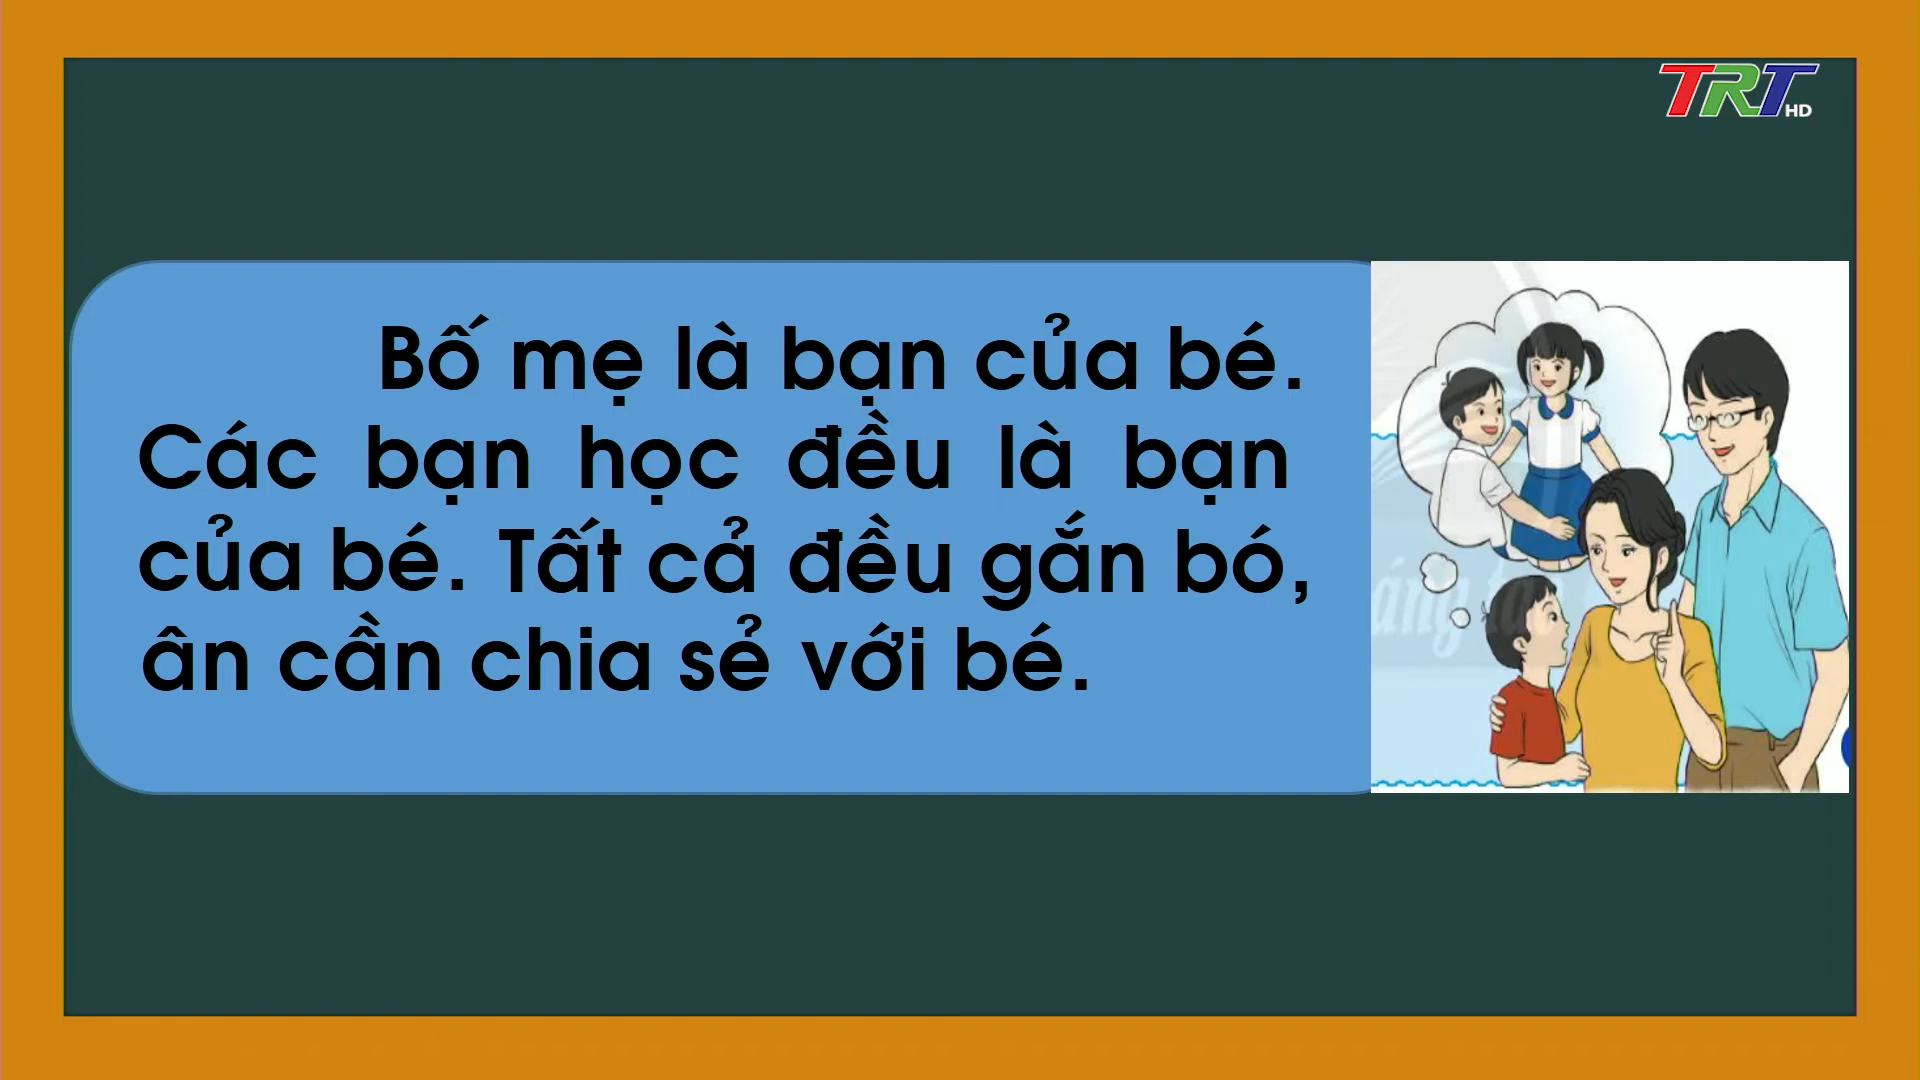 TRT HD
Bố mẹ là bạn của bé.
Các bạn học đều là bạn
của bé. Tất cả đều gắn bó,
ân cần chia sẻ với bé.